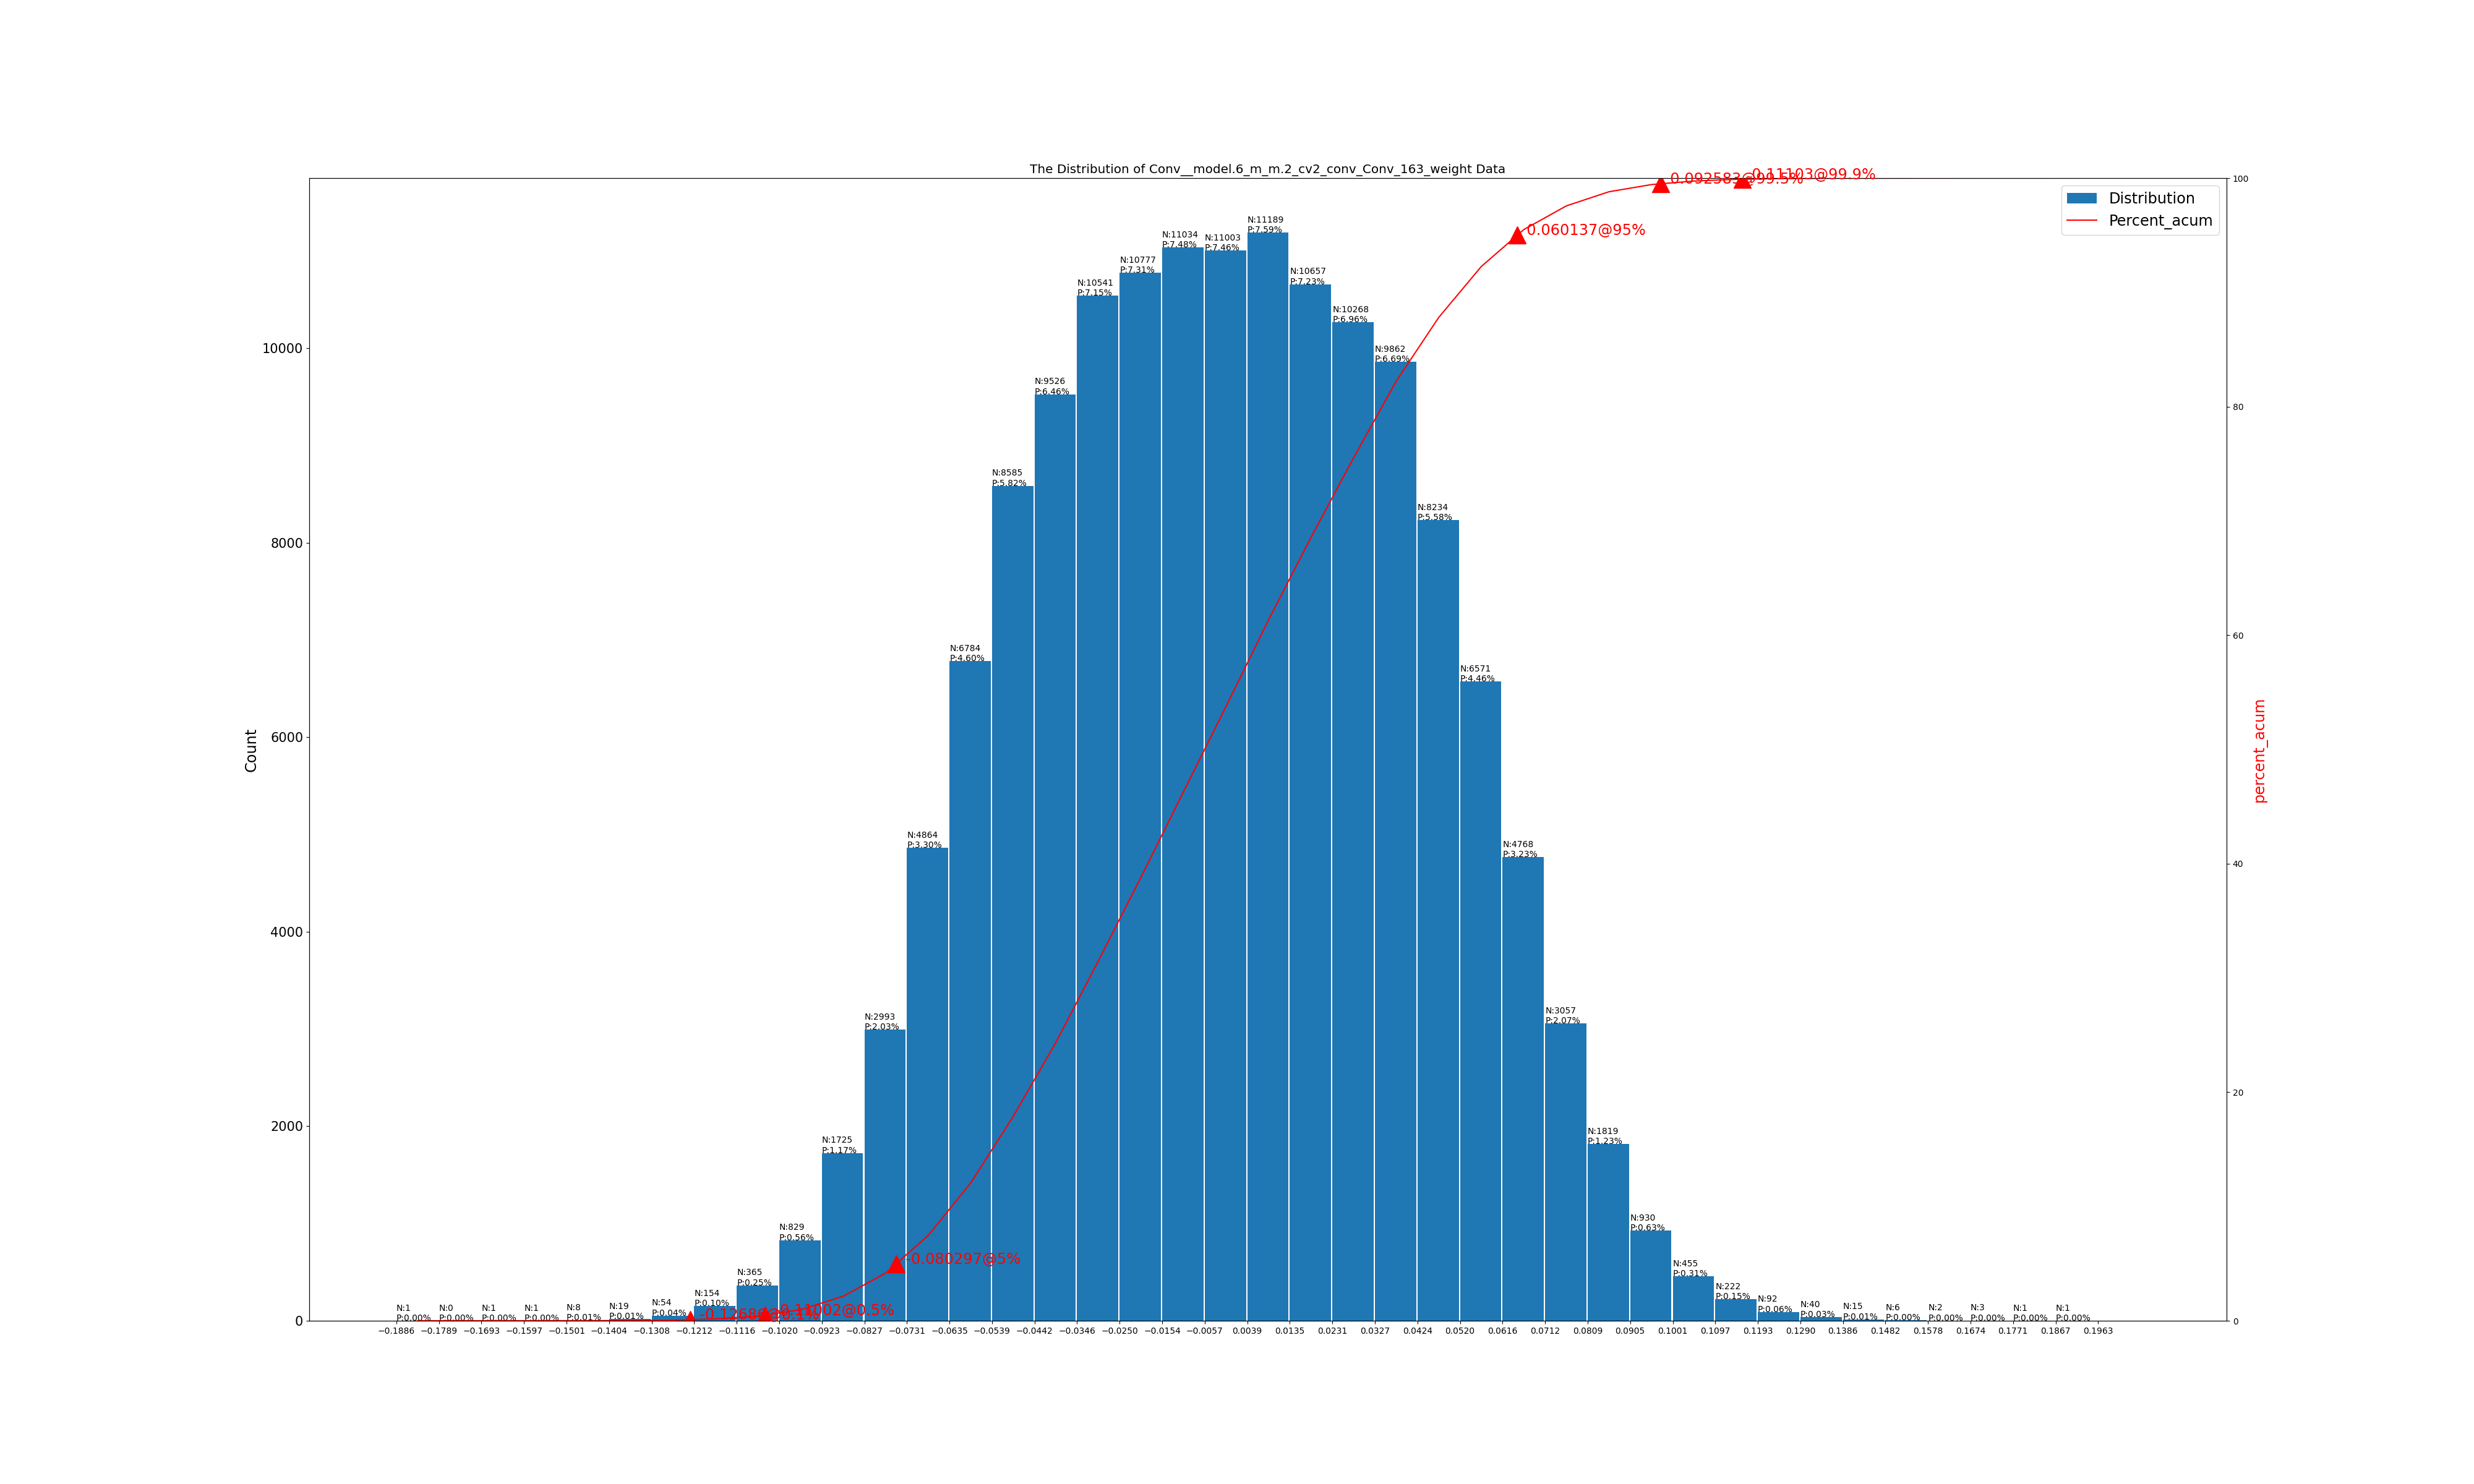 The Distribution of Conv__model.6_m_m.2_cv2_conv_Conv_163_weight Data
0.092583@99.5%
0.11103@99.9%
0.060137@95%
Distribution
Percent_acum
N:1
P:0.00%
N:0
P:0.00%
N:1
P:0.00%
N:1
P:0.00%
N:8
P:0.01%
N:19
P:0.01%
N:54
P:0.04%
N:154
P:0.10%
N:365
P:0.25%
N:829
P:0.56%
N:1725
P:1.17%
N:2993
P:2.03%
N:4864
P:3.30%
N:6784
P:4.60%
N:8585
P:5.82%
N:9526
P:6.46%
N:10541
P:7.15%
N:10777
P:7.31%
N:11034
P:7.48%
N:11003
P:7.46%
N:11189
P:7.59%
N:10657
P:7.23%
N:10268
P:6.96%
N:9862
P:6.69%
N:8234
P:5.58%
N:6571
P:4.46%
N:4768
P:3.23%
N:3057
P:2.07%
N:1819
P:1.23%
N:930
P:0.63%
N:455
P:0.31%
N:222
P:0.15%
N:92
P:0.06%
N:40
P:0.03%
N:15
P:0.01%
N:6
P:0.00%
N:2
P:0.00%
N:3
P:0.00%
N:1
P:0.00%
N:1
P:0.00%
-0.080297@5%
-0.11002@0.5%
10000
8000
6000
4000
2000
0
Count
100
80
60
40
20
0
percent_acum
−0.1886 −0.1789 −0.1693 −0.1597 −0.1501 −0.1404 −0.1308 −0.1212 −0.1116 −0.1020 −0.0923 −0.0827 −0.0731 −0.0635 −0.0539 −0.0442 −0.0346 −0.0250 −0.0154 −0.0057 0.0039 0.0135 0.0231 0.0327 0.0424 0.0520 0.0616 0.0712 0.0809 0.0905 0.1001 0.1097 0.1193 0.1290 0.1386 0.1482 0.1578 0.1674 0.1771 0.1867 0.1963